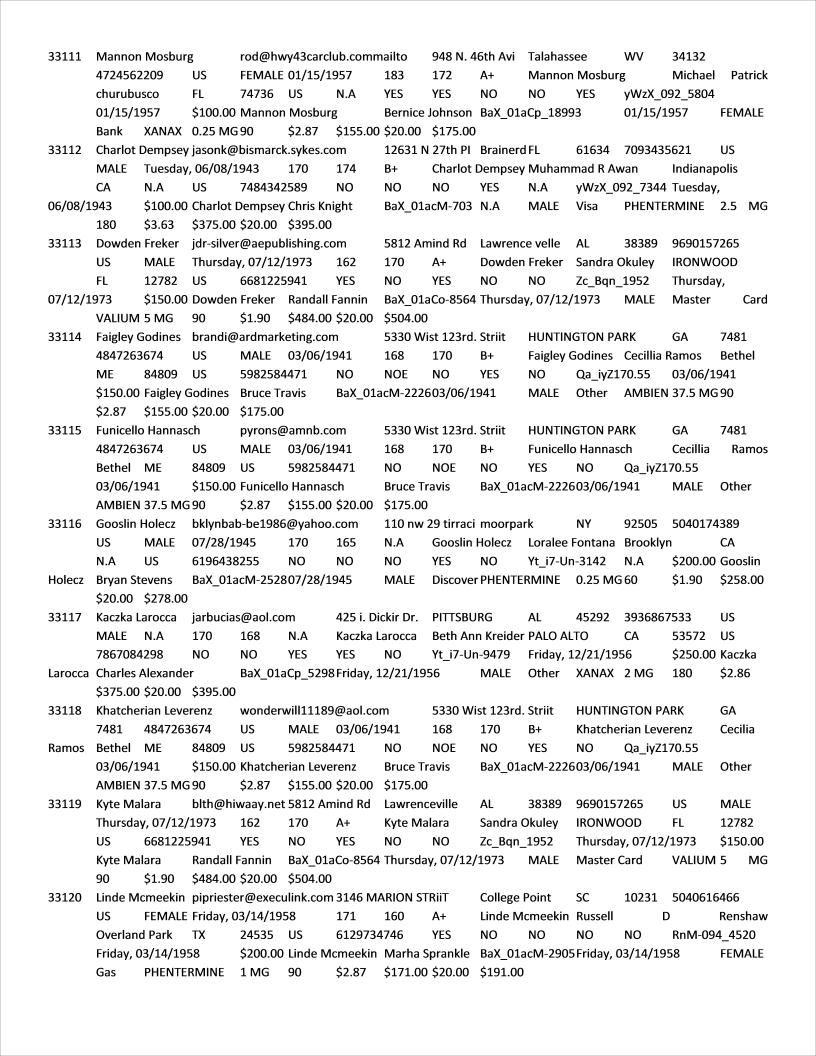 33111 Mannon Mosburg rod@hwy43carclub.commailto 948 N. 46th Avi Talahassee WV 34132
4724562209 US FEMALE 01/15/1957 183 172 A+ Mannon Mosburg Michael Patrick
churubusco FL 74736 US N.A YES YES NO NO YES yWzX_092_5804
01/15/1957 $100.00 Mannon Mosburg Bernice Johnson BaX_01aCp_18993 01/15/1957 FEMALE
Bank XANAX 0.25 MG 90 $2.87 $155.00 $20.00 $175.00
33112 Charlot Dempsey jasonk@bismarck.sykes.com 12631 N 27th Pl Brainerd FL 61634 7093435621 US
MALE Tuesday, 06/08/1943 170 174 B+ Charlot Dempsey Muhammad R Awan Indianapolis
CA N.A US 7484342589 NO NO NO YES N.A yWzX_092_7344 Tuesday,
06/08/1943 $100.00 Charlot Dempsey Chris Knight BaX_01acM-703 N.A MALE Visa PHENTERMINE 2.5 MG
180 $3.63 $375.00 $20.00 $395.00
33113 Dowden Freker jdr-silver@aepublishing.com 5812 Amind Rd Lawrence velle AL 38389 9690157265
US MALE Thursday, 07/12/1973 162 170 A+ Dowden Freker Sandra Okuley IRONWOOD
FL 12782 US 6681225941 YES NO YES NO NO Zc_Bqn_1952 Thursday,
07/12/1973 $150.00 Dowden Freker Randall Fannin BaX_01aCo-8564 Thursday, 07/12/1973 MALE Master Card
VALIUM 5 MG 90 $1.90 $484.00 $20.00 $504.00
33114 Faigley Godines brandi@ardmarketing.com 5330 Wist 123rd. Striit HUNTINGTON PARK GA 7481
4847263674 US MALE 03/06/1941 168 170 B+ Faigley Godines Cecillia Ramos Bethel
ME 84809 US 5982584471 NO NOE NO YES NO Qa_iyZ170.55 03/06/1941
$150.00 Faigley Godines Bruce Travis BaX_01acM-2226 03/06/1941 MALE Other AMBIEN 37.5 MG 90
$2.87 $155.00 $20.00 $175.00
33115 Funicello Hannasch pyrons@amnb.com 5330 Wist 123rd. Striit HUNTINGTON PARK GA 7481
4847263674 US MALE 03/06/1941 168 170 B+ Funicello Hannasch Cecillia Ramos
Bethel ME 84809 US 5982584471 NO NOE NO YES NO Qa_iyZ170.55
03/06/1941 $150.00 Funicello Hannasch Bruce Travis BaX_01acM-2226 03/06/1941 MALE Other
AMBIEN 37.5 MG 90 $2.87 $155.00 $20.00 $175.00
33116 Gooslin Holecz bklynbab-be1986@yahoo.com 110 nw 29 tirraci moorpark NY 92505 5040174389
US MALE 07/28/1945 170 165 N.A Gooslin Holecz Loralee Fontana Brooklyn CA
N.A US 6196438255 NO NO NO YES NO Yt_i7-Un-3142 N.A $200.00 Gooslin
Holecz Bryan Stevens BaX_01acM-2528 07/28/1945 MALE Discover PHENTERMINE 0.25 MG 60 $1.90 $258.00
$20.00 $278.00
33117 Kaczka Larocca jarbucias@aol.com 425 i. Dickir Dr. PITTSBURG AL 45292 3936867533 US
MALE N.A 170 168 N.A Kaczka Larocca Beth Ann Kreider PALO ALTO CA 53572 US
7867084298 NO NO YES YES NO Yt_i7-Un-9479 Friday, 12/21/1956 $250.00 Kaczka
Larocca Charles Alexander BaX_01aCp_5298 Friday, 12/21/1956 MALE Other XANAX 2 MG 180 $2.86
$375.00 $20.00 $395.00
33118 Khatcherian Leverenz wonderwill11189@aol.com 5330 Wist 123rd. Striit HUNTINGTON PARK GA
7481 4847263674 US MALE 03/06/1941 168 170 B+ Khatcherian Leverenz Cecilia
Ramos Bethel ME 84809 US 5982584471 NO NOE NO YES NO Qa_iyZ170.55
03/06/1941 $150.00 Khatcherian Leverenz Bruce Travis BaX_01acM-2226 03/06/1941 MALE Other
AMBIEN 37.5 MG 90 $2.87 $155.00 $20.00 $175.00
33119 Kyte Malara blth@hiwaay.net 5812 Amind Rd Lawrenceville AL 38389 9690157265 US MALE
Thursday, 07/12/1973 162 170 A+ Kyte Malara Sandra Okuley IRONWOOD FL 12782
US 6681225941 YES NO YES NO NO Zc_Bqn_1952 Thursday, 07/12/1973 $150.00
Kyte Malara Randall Fannin BaX_01aCo-8564 Thursday, 07/12/1973 MALE Master Card VALIUM 5 MG
90 $1.90 $484.00 $20.00 $504.00
33120 Linde Mcmeekin pipriester@execulink.com 3146 MARION STRiiT College Point SC 10231 5040616466
US FEMALE Friday, 03/14/1958 171 160 A+ Linde Mcmeekin Russell D Renshaw
Overland Park TX 24535 US 6129734746 YES NO NO NO NO RnM-094_4520
Friday, 03/14/1958 $200.00 Linde Mcmeekin Marha Sprankle BaX_01acM-2905 Friday, 03/14/1958 FEMALE
Gas PHENTERMINE 1 MG 90 $2.87 $171.00 $20.00 $191.00